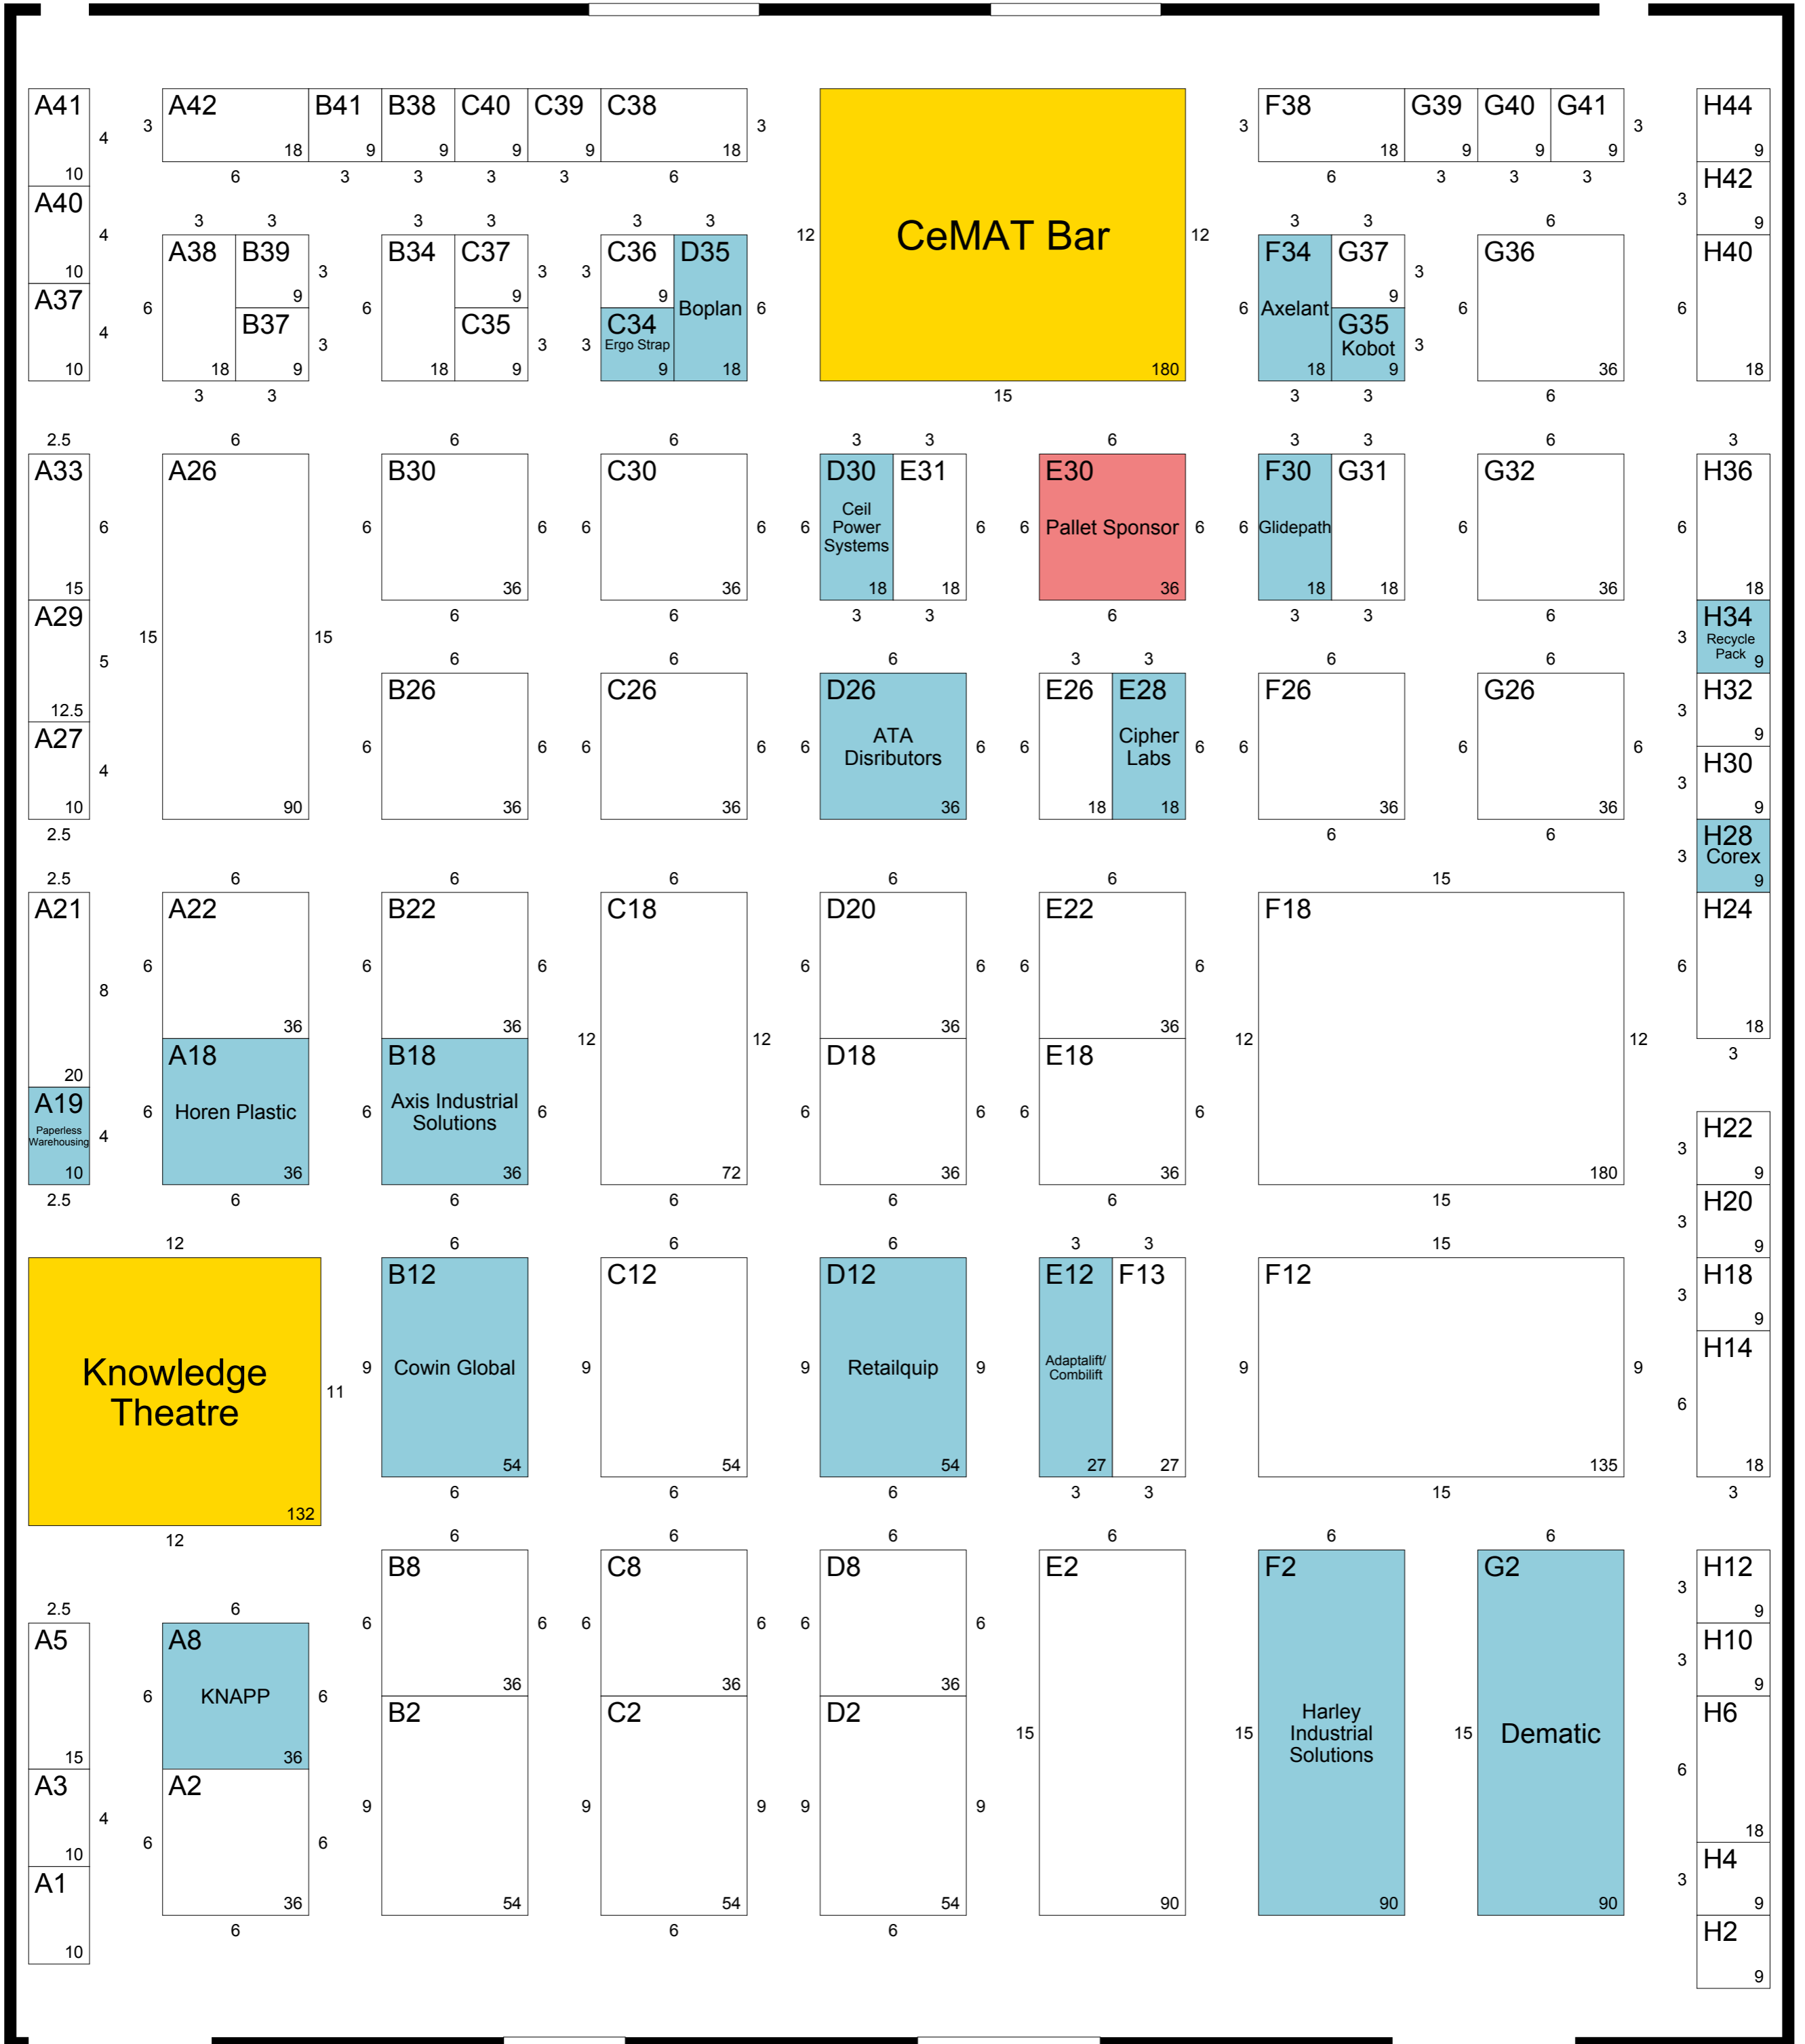 A41
10
4
A40
10
4
A37
10
4
3
A42
18
6
B41
9
3
B38
9
3
C40
9
3
C39
9
3
C38
18
6
3
CeMAT Bar
180
12
12
15
3
F38
18
6
G39
9
3
G40
9
3
G41
9
3
3
H44
9
H42
9
3
H40
18
6
3
3
A38
18
6
B39
9
3
B37
9
3
3
3
3
3
B34
18
6
C37
9
3
C35
9
3
3
3
C36
9
3
C34
Ergo Strap
9
3
D35
Boplan
18
6
3
3
F34
Axelant
18
6
G37
9
3
G35
Kobot
9
3
3
3
6
G36
36
6
6
2.5
A33
15
6
A29
12.5
5
A27
10
4
2.5
6
A26
90
15
15
6
B30
36
6
6
6
6
C30
36
6
6
6
3
3
D30
Ceil
Power
Systems
18
6
E31
18
6
3
3
6
E30
Pallet Sponsor
36
6
6
6
3
3
F30
Glidepath
18
6
G31
18
3
3
6
G32
36
6
6
3
H36
18
6
H34
Recycle
Pack
9
3
H32
9
3
H30
9
3
H28
Corex
9
3
H24
18
6
3
6
B26
36
6
6
6
C26
36
6
6
6
D26
ATA
Disributors
36
6
6
3
3
E26
18
6
E28
Cipher
Labs
18
6
6
F26
36
6
6
6
G26
36
6
6
6
2.5
A21
20
8
A19
Paperless
Warehousing
10
4
2.5
6
A22
36
6
A18
Horen Plastic
36
6
6
6
B22
36
6
6
B18
Axis Industrial
Solutions
36
6
6
6
6
C18
72
12
12
6
6
D20
36
6
6
D18
36
6
6
6
E22
36
6
6
E18
36
6
6
6
15
F18
180
12
12
15
H22
9
3
H20
9
3
H18
9
3
H14
18
6
3
12
Knowledge
Theatre
132
11
12
6
B12
Cowin Global
54
9
6
6
C12
54
9
6
6
D12
Retailquip
54
9
9
6
3
3
E12
Adaptalift/
Combilift
27
F13
27
3
3
15
F12
135
9
9
15
2.5
A5
15
A3
10
4
A1
10
6
A8
KNAPP
36
6
6
A2
36
6
6
6
6
B8
36
6
6
B2
54
9
6
C8
36
6
6
C2
54
9
9
6
6
D8
36
6
6
D2
54
9
9
6
6
E2
90
15
6
F2
Harley
Industrial
Solutions
90
15
6
G2
Dematic
90
15
H12
9
3
H10
9
3
H6
18
6
H4
9
3
H2
9